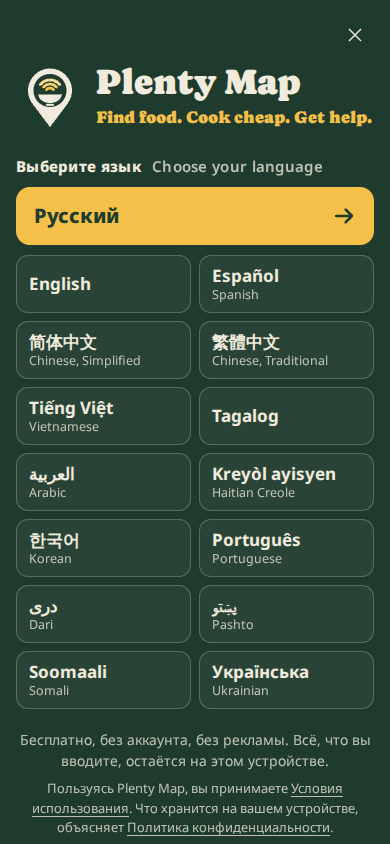 Plenty Map
Find food. Cook cheap. Get help.
Выберите язык Choose your language
Русский
English
Español
Spanish
简体中文
Chinese, Simplified
繁體中文
Chinese, Traditional
Tiếng Việt
Vietnamese
Tagalog
العربية
Arabic
Kreyòl ayisyen
Haitian Creole
한국어
Korean
Português
Portuguese
دری
Dari
پښتو
Pashto
Soomaali
Somali
Українська
Ukrainian
Бесплатно, без аккаунта, без рекламы. Всё, что вы
вводите, остаётся на этом устройстве.
Пользуясь Plenty Map, вы принимаете Условия
использования. Что хранится на вашем устройстве,
объясняет Политика конфиденциальности.